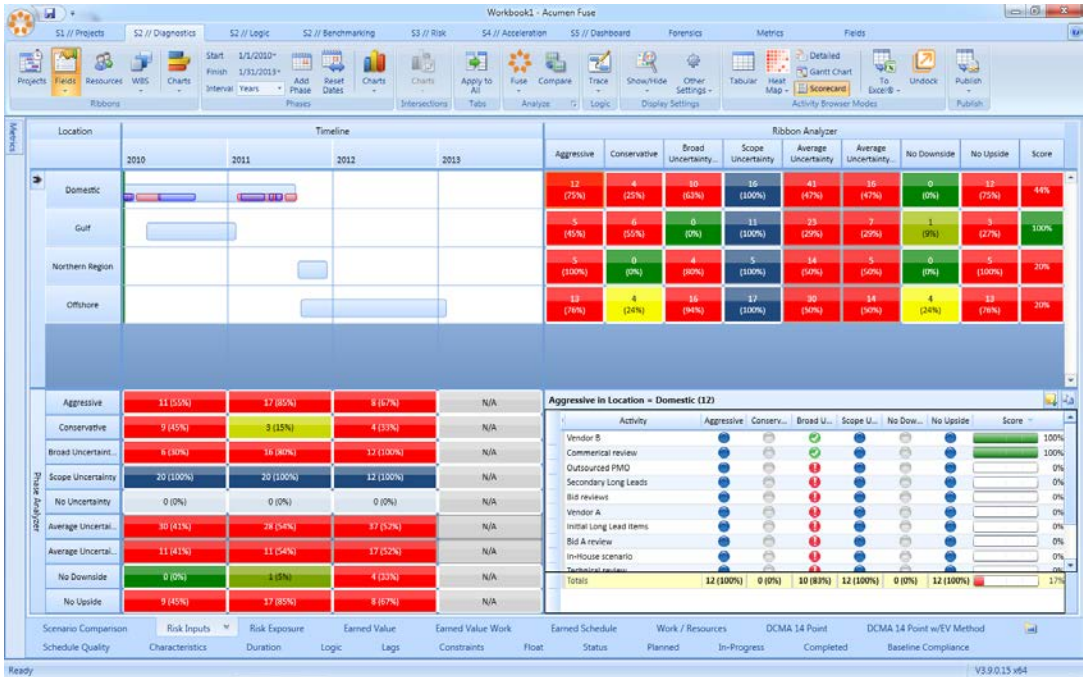 Workbook1 - Acumen Fuse
S1 // Projects S2 // Diagnostics S2 // Logic S2 // Benchmarking S3 // Risk S4 // Acceleration S5 // Dashboard Forensics Metrics Fields
Start 1/1/2010
Finish 1/31/2013
Interval Years
Projects Fields Resources WBS Charts Add Phase Reset Dates Charts Charts Apply to All Fuse Compare Trace Show/Hide Other Settings Tabular Heat Map Detailed Gantt Chart Scorecard To Excel® Undock Publish
Ribbons Phases Intersections Tabs Analyze Logic Display Settings Activity Browser Modes Publish
Metrics
Location Timeline Ribbon Analyzer
2010 2011 2012 2013 Aggressive Conservative Broad Uncertainty... Scope Uncertainty Average Uncertainty Average Uncertainty... No Downside No Upside Score
Domestic 12 (75%) 4 (25%) 10 (63%) 16 (100%) 41 (47%) 16 (47%) 0 (0%) 12 (75%) 44%
Gulf 5 (45%) 6 (55%) 0 (0%) 11 (100%) 23 (29%) 7 (29%) 1 (9%) 3 (27%) 100%
Northern Region 5 (100%) 0 (0%) 4 (80%) 5 (100%) 14 (50%) 5 (50%) 0 (0%) 5 (100%) 20%
Offshore 13 (76%) 4 (24%) 16 (94%) 17 (100%) 30 (50%) 14 (50%) 4 (24%) 13 (76%) 20%
Phase Analyzer
Aggressive 11 (55%) 17 (85%) 8 (67%) N/A
Conservative 9 (45%) 3 (15%) 4 (33%) N/A
Broad Uncertaint... 6 (30%) 16 (80%) 12 (100%) N/A
Scope Uncertainty 20 (100%) 20 (100%) 12 (100%) N/A
No Uncertainty 0 (0%) 0 (0%) 0 (0%) N/A
Average Uncertai... 30 (41%) 28 (54%) 37 (52%) N/A
Average Uncertai... 11 (41%) 11 (54%) 17 (52%) N/A
No Downside 0 (0%) 1 (5%) 4 (33%) N/A
No Upside 9 (45%) 17 (85%) 8 (67%) N/A
Aggressive in Location = Domestic (12)
Activity Aggressive Conserv... Broad U... Scope U... No Dow... No Upside Score
Vendor B 100%
Commerical review 100%
Outsourced PMO 0%
Secondary Long Leads 0%
Bid reviews 0%
Vendor A 0%
Initial Long Lead Items 0%
Bid A review 0%
In-House scenario 0%
Technical review 0%
Totals 12 (100%) 0 (0%) 10 (83%) 12 (100%) 0 (0%) 12 (100%) 17%
Scenario Comparison Risk Inputs Risk Exposure Earned Value Earned Value Work Earned Schedule Work / Resources DCMA 14 Point DCMA 14 Point w/EV Method
Schedule Quality Characteristics Duration Logic Lags Constraints Float Status Planned In-Progress Completed Baseline Compliance
Ready V3.9.0.15 x64